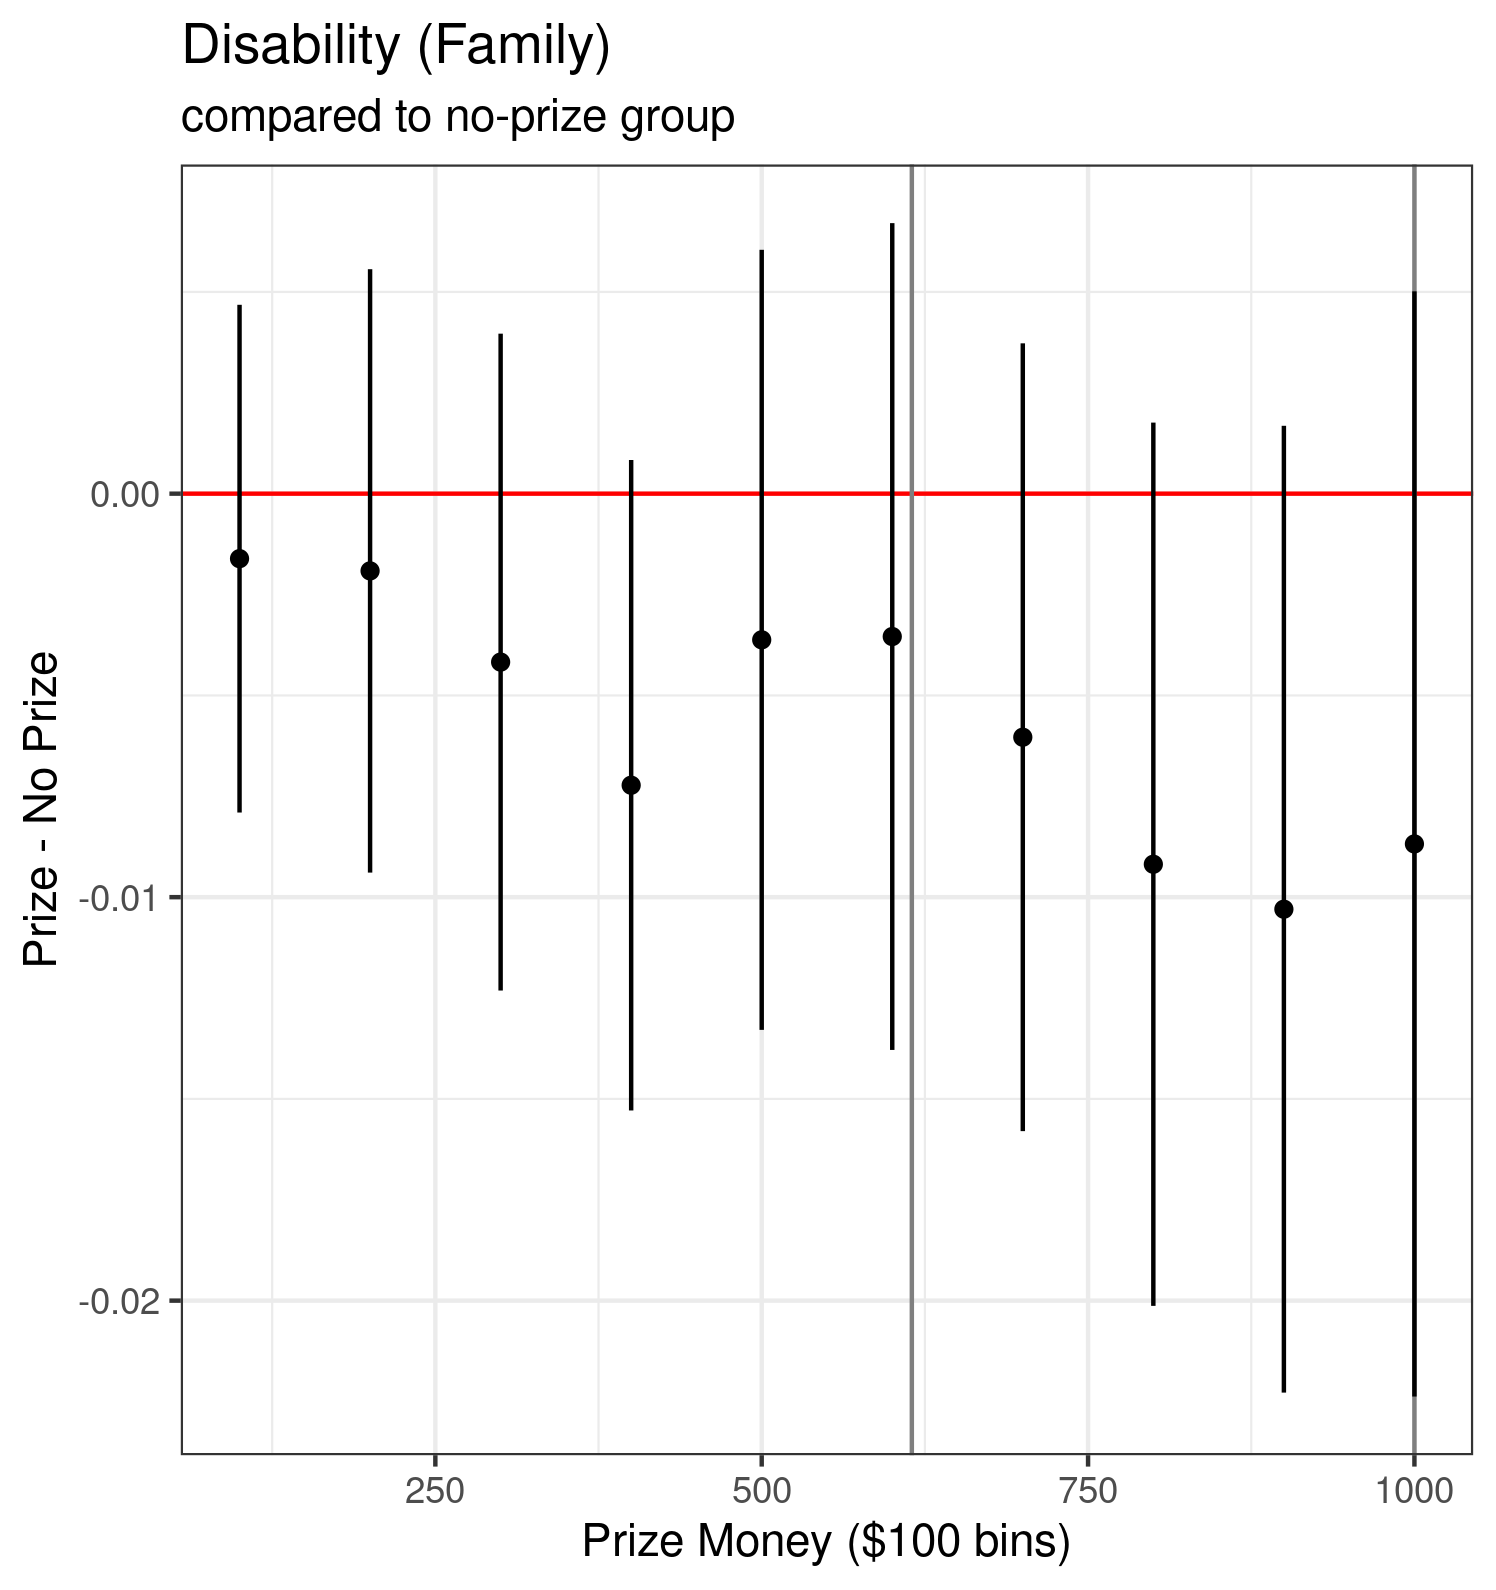 Disability (Family)
compared to no-prize group
Prize - No Prize
0.00
-0.01
-0.02
250 500 750 1000
Prize Money ($100 bins)